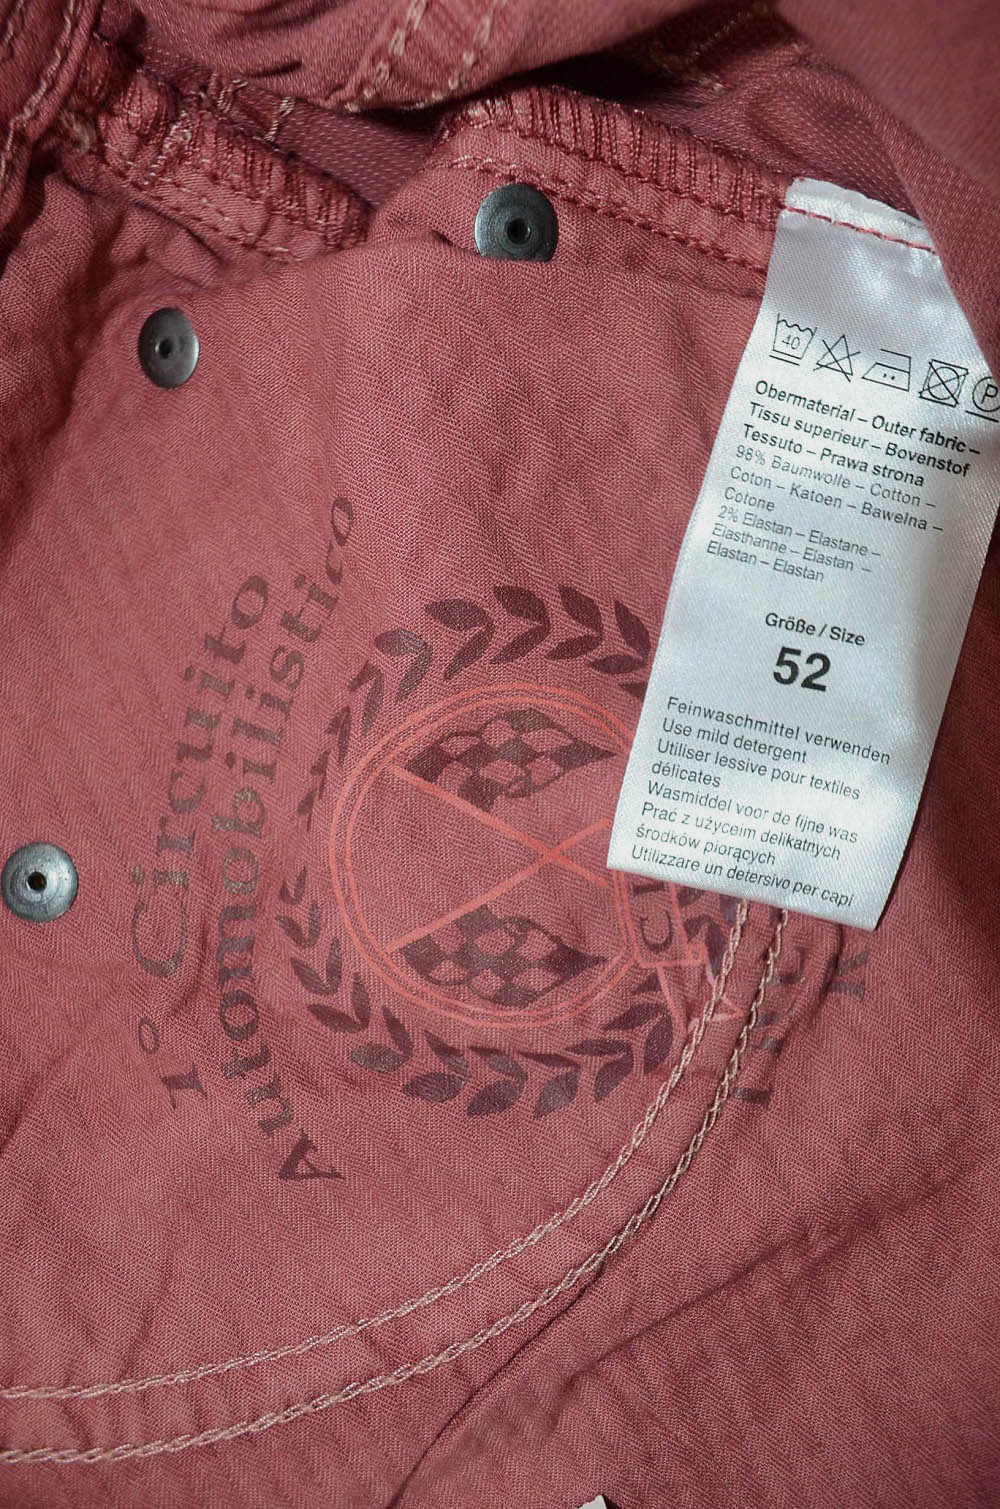 40
P
Obermaterial – Outer fabric –
Tissu superieur – Bovenstof
Tessuto – Prawa strona
98% Baumwolle – Cotton –
Coton – Katoen – Bawełna –
Cotone
2% Elastan – Elastane –
Elasthanne – Elastan –
Elastan – Elastan
Größe / Size
52
Feinwaschmittel verwenden
Use mild detergent
Utiliser lessive pour textiles
délicates
Wasmiddel voor de fijne was
Prać z użyceim delikatnych
środków piorących
Utilizzare un detersivo per capi
1º Circuito
Automobilistico